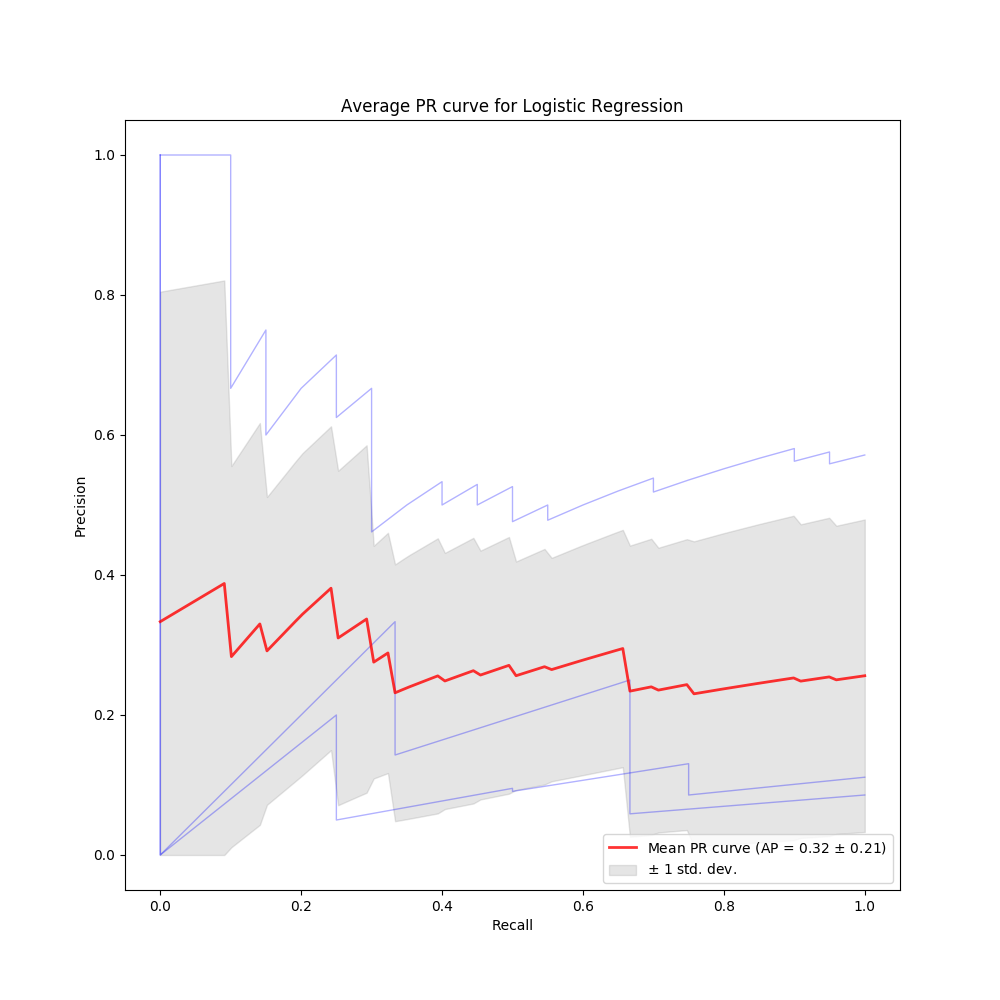 Average PR curve for Logistic Regression
1.0
0.8
0.6
0.4
0.2
0.0
Precision
Mean PR curve (AP = 0.32 ± 0.21)
± 1 std. dev.
0.0 0.2 0.4 0.6 0.8 1.0
Recall